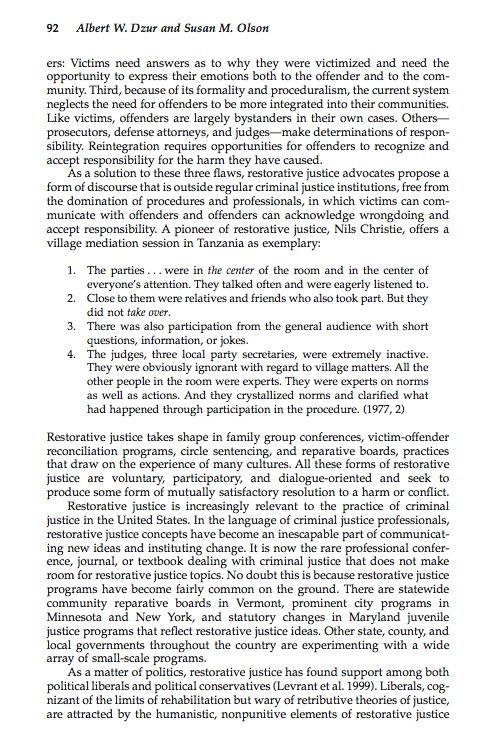 92 Albert W. Dzur and Susan M. Olson
ers: Victims need answers as to why they were victimized and need the
opportunity to express their emotions both to the offender and to the com-
munity. Third, because of its formality and proceduralism, the current system
neglects the need for offenders to be more integrated into their communities.
Like victims, offenders are largely bystanders in their own cases. Others—
prosecutors, defense attorneys, and judges—make determinations of respon-
sibility. Reintegration requires opportunities for offenders to recognize and
accept responsibility for the harm they have caused.
As a solution to these three flaws, restorative justice advocates propose a
form of discourse that is outside regular criminal justice institutions, free from
the domination of procedures and professionals, in which victims can com-
municate with offenders and offenders can acknowledge wrongdoing and
accept responsibility. A pioneer of restorative justice, Nils Christie, offers a
village mediation session in Tanzania as exemplary:
1. The parties . . . were in the center of the room and in the center of
everyone's attention. They talked often and were eagerly listened to.
2. Close to them were relatives and friends who also took part. But they
did not take over.
3. There was also participation from the general audience with short
questions, information, or jokes.
4. The judges, three local party secretaries, were extremely inactive.
They were obviously ignorant with regard to village matters. All the
other people in the room were experts. They were experts on norms
as well as actions. And they crystallized norms and clarified what
had happened through participation in the procedure. (1977, 2)
Restorative justice takes shape in family group conferences, victim-offender
reconciliation programs, circle sentencing, and reparative boards, practices
that draw on the experience of many cultures. All these forms of restorative
justice are voluntary, participatory, and dialogue-oriented and seek to
produce some form of mutually satisfactory resolution to a harm or conflict.
Restorative justice is increasingly relevant to the practice of criminal
justice in the United States. In the language of criminal justice professionals,
restorative justice concepts have become an inescapable part of communicat-
ing new ideas and instituting change. It is now the rare professional confer-
ence, journal, or textbook dealing with criminal justice that does not make
room for restorative justice topics. No doubt this is because restorative justice
programs have become fairly common on the ground. There are statewide
community reparative boards in Vermont, prominent city programs in
Minnesota and New York, and statutory changes in Maryland juvenile
justice programs that reflect restorative justice ideas. Other state, county, and
local governments throughout the country are experimenting with a wide
array of small-scale programs.
As a matter of politics, restorative justice has found support among both
political liberals and political conservatives (Levrant et al. 1999). Liberals, cog-
nizant of the limits of rehabilitation but wary of retributive theories of justice,
are attracted by the humanistic, nonpunitive elements of restorative justice